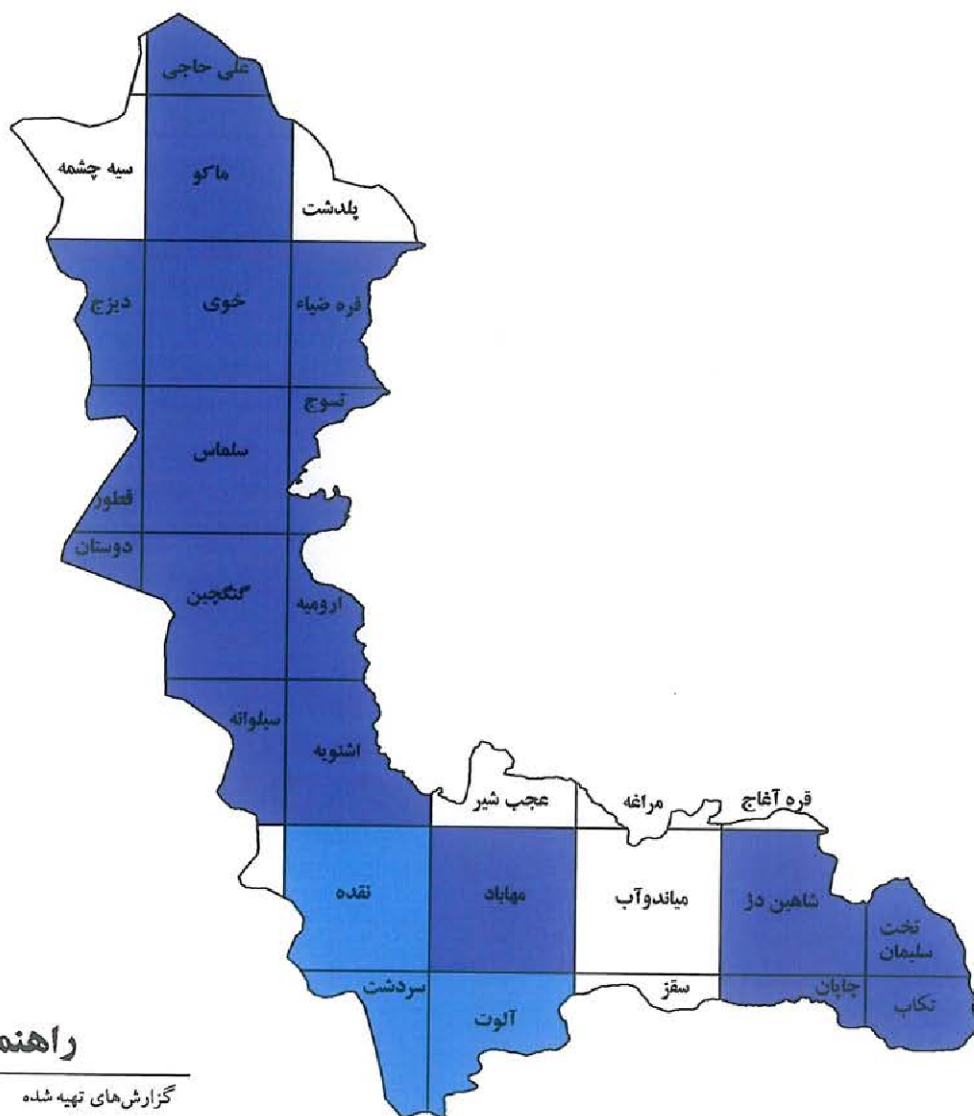 علی حاجی
سیه چشمه
ماکو
پلدشت
دیزج
خوی
قره ضیاء
تسوج
سلماس
قطور
دوستان
گنگچین
ارومیه
سیلوانه
اشنویه
عجب شیر
مراغه
قره آغاج
نقده
مهاباد
میاندوآب
شاهین دژ
تخت
سلیمان
سردشت
آلوت
سقز
چاپان
تکاب
راهنم
گزارش‌های تهیه شده